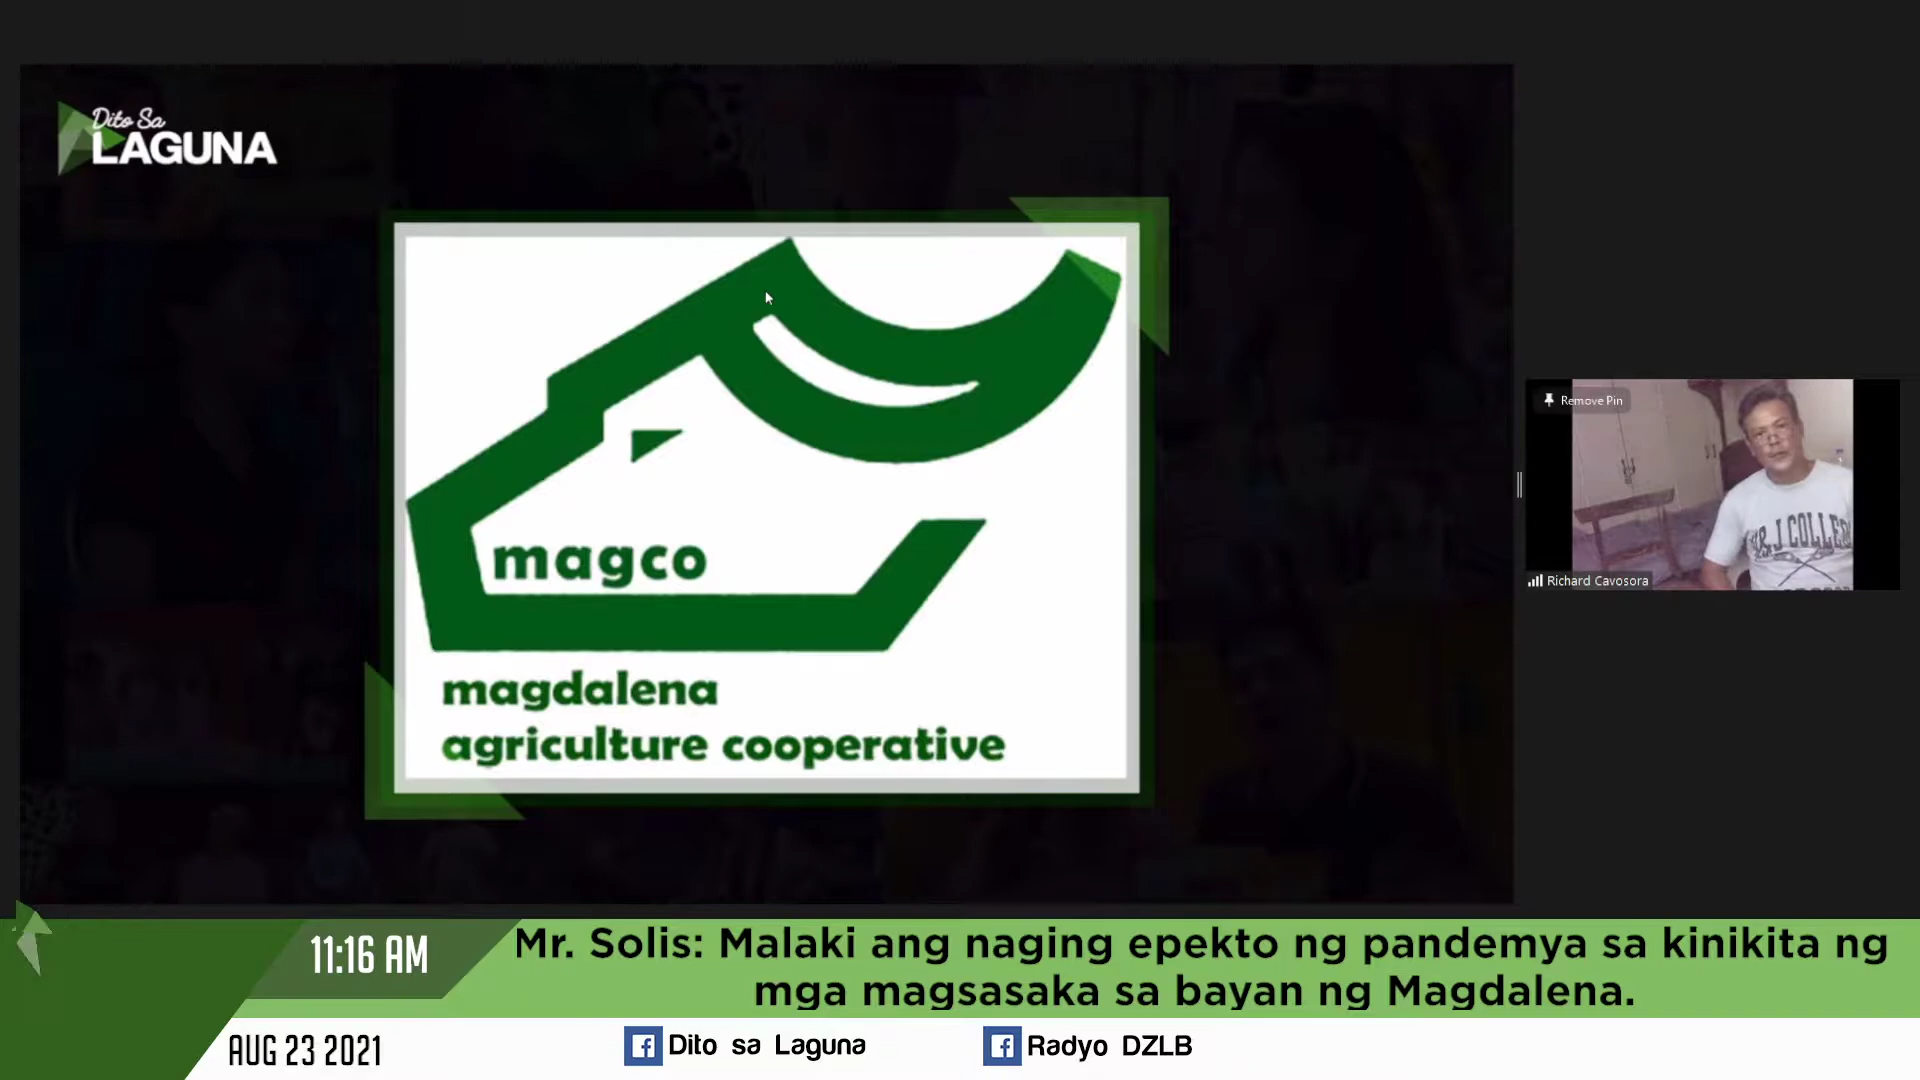 Dito Sa
LAGUNA
magco
magdalena
agriculture cooperative
Remove Pin
Richard Cavosora
11:16 AM
Mr. Solis: Malaki ang naging epekto ng pandemya sa kinikita ng
mga magsasaka sa bayan ng Magdalena.
AUG 23 2021
Dito sa Laguna
Radyo DZLB